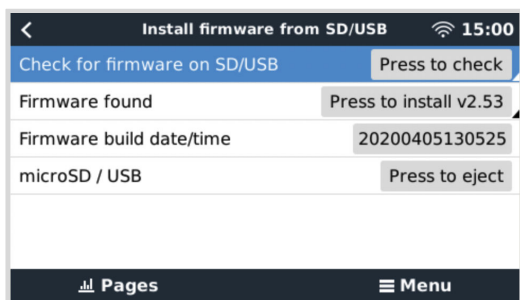 Install firmware from SD/USB 15:00
Check for firmware on SD/USB Press to check
Firmware found Press to install v2.53
Firmware build date/time 20200405130525
microSD / USB Press to eject
Pages Menu